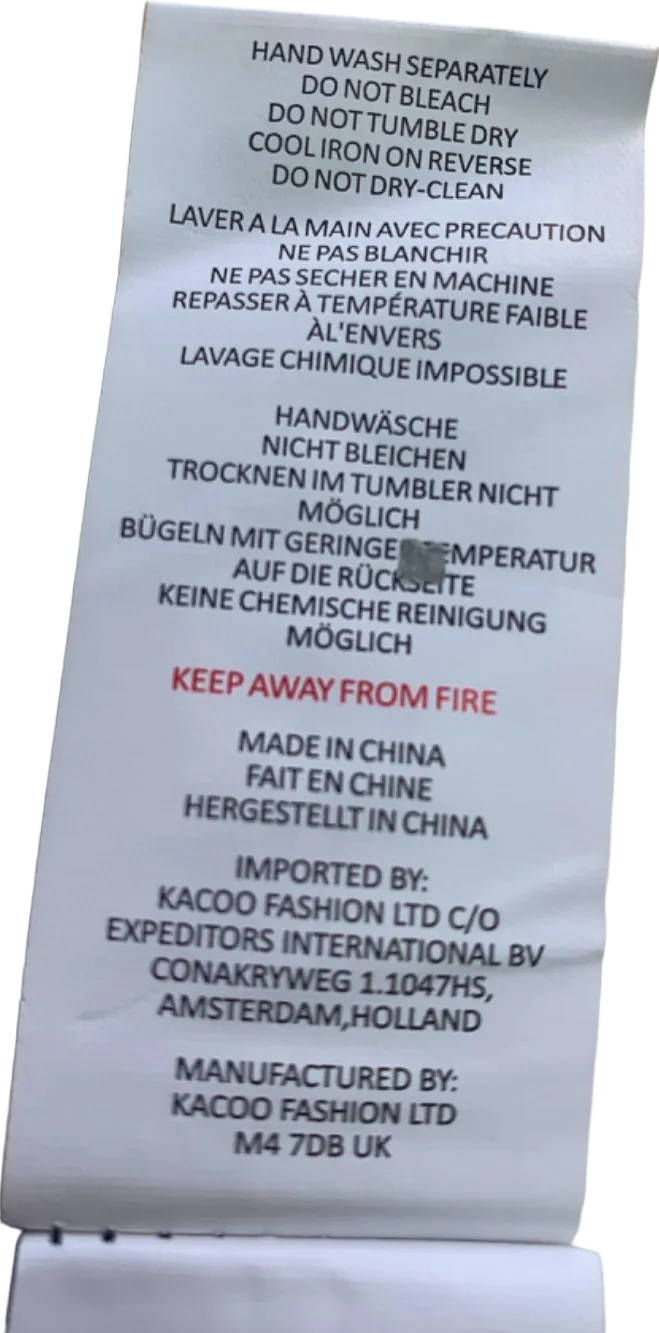 HAND WASH SEPARATELY
DO NOT BLEACH
DO NOT TUMBLE DRY
COOL IRON ON REVERSE
DO NOT DRY-CLEAN
LAVER A LA MAIN AVEC PRECAUTION
NE PAS BLANCHIR
NE PAS SECHER EN MACHINE
REPASSER À TEMPÉRATURE FAIBLE
ÀL'ENVERS
LAVAGE CHIMIQUE IMPOSSIBLE
HANDWÄSCHE
NICHT BLEICHEN
TROCKNEN IM TUMBLER NICHT
MÖGLICH
BÜGELN MIT
AUF DIE RÜCKSEITE
KEINE CHEMISCHE REINIGUNG
MÖGLICH
KEEP AWAY FROM FIRE
MADE IN CHINA
FAIT EN CHINE
HERGESTELLT IN CHINA
IMPORTED BY:
KACOO FASHION LTD C/O
EXPEDITORS INTERNATIONAL BV
CONAKRYWEG 1.1047HS,
AMSTERDAM,HOLLAND
MANUFACTURED BY:
KACOO FASHION LTD
M4 7DB UK